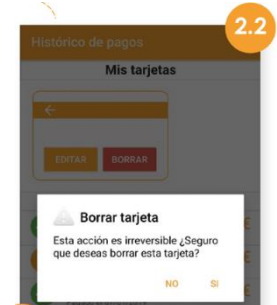 2.2
Histórico de pagos
Mis tarjetas
EDITAR BORRAR
Borrar tarjeta
Esta acción es irreversible ¿Seguro
que deseas borrar esta tarjeta?
NO SI